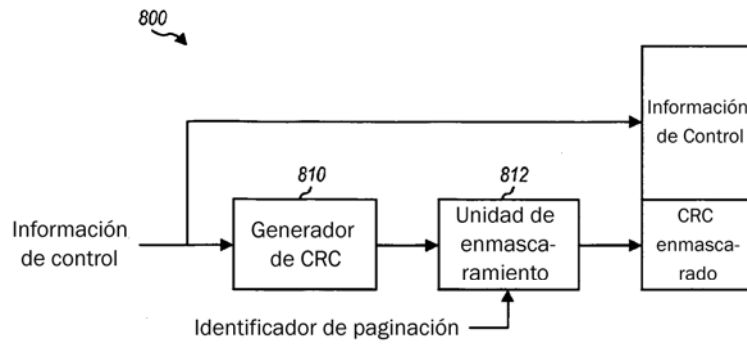 800
Información
de Control
810
812
Información
de control
Generador
de CRC
Unidad de
enmasca-
ramiento
CRC
enmasca-
rado
Identificador de paginación